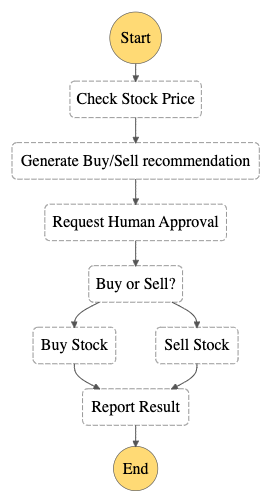 Start
Check Stock Price
Generate Buy/Sell recommendation
Request Human Approval
Buy or Sell?
Buy Stock
Sell Stock
Report Result
End